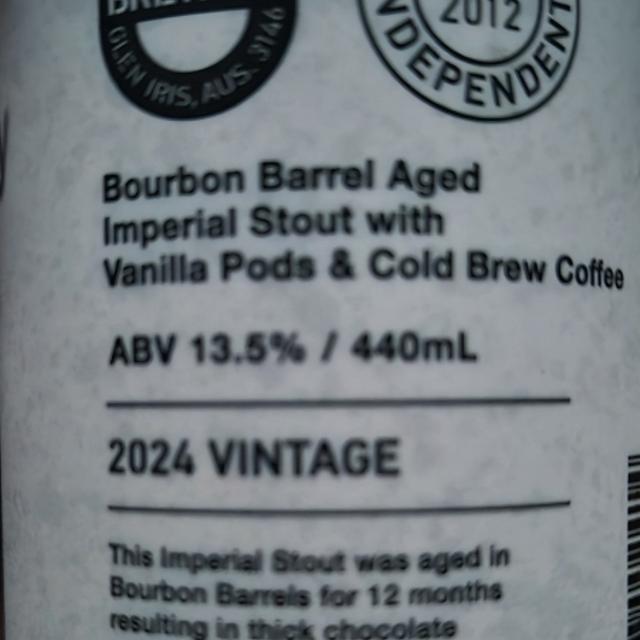 GLEN IRIS, AUS. 3146
2012
INDEPENDENT
Bourbon Barrel Aged
Imperial Stout with
Vanilla Pods & Cold Brew Coffee
ABV 13.5% / 440mL
2024 VINTAGE
This Imperial Stout was aged in
Bourbon Barrels for 12 months
resulting in thick chocolate